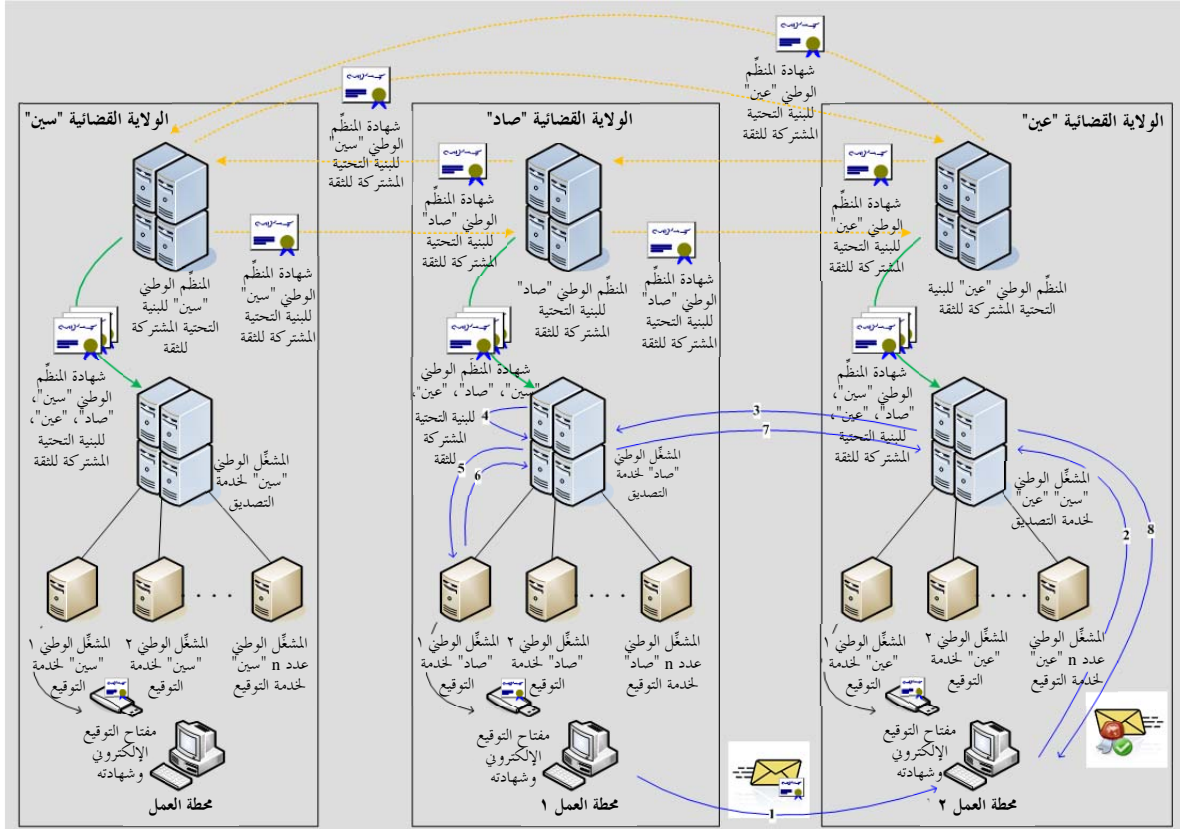 شهادة المنظِّم
الوطني "عين"
للبنية التحتية
المشتركة للثقة
الولاية القضائية "عين"
الولاية القضائية "صاد"
الولاية القضائية "سين"
شهادة المنظِّم
الوطني "سين"
للبنية التحتية
المشتركة للثقة
شهادة المنظِّم
الوطني "عين"
للبنية التحتية
المشتركة للثقة
شهادة المنظِّم
الوطني "صاد"
للبنية التحتية
المشتركة للثقة
شهادة المنظِّم
الوطني "صاد"
للبنية التحتية
المشتركة للثقة
شهادة المنظِّم
الوطني "سين"
للبنية التحتية
المشتركة للثقة
المنظِّم الوطني "عين" للبنية
التحتية المشتركة للثقة
المنظِّم الوطني "صاد"
للبنية التحتية
المشتركة للثقة
المنظِّم الوطني
"سين" للبنية
التحتية المشتركة
للثقة
شهادة المنظِّم
الوطني "سين"،
"صاد"، "عين"،
للبنية التحتية
المشتركة للثقة
شهادة المنظِّم الوطني
"سين"، "صاد"، "عين"،
للبنية التحتية
المشتركة
للثقة
شهادة المنظِّم
الوطني "سين"،
"صاد"، "عين"،
للبنية التحتية
المشتركة للثقة
3
7
4
5
6
2
8
المشغِّل الوطني
"سين" "عين"
لخدمة التصديق
المشغِّل الوطني
"صاد" لخدمة
التصديق
المشغِّل الوطني
"سين" لخدمة
التصديق
المشغِّل الوطني
عدد n "عين"
لخدمة التوقيع
المشغِّل الوطني ٢
"عين" لخدمة
التوقيع
المشغِّل الوطني ١
"عين" لخدمة
التوقيع
المشغِّل الوطني
عدد n "صاد"
لخدمة التوقيع
المشغِّل الوطني ٢
"صاد" لخدمة
التوقيع
المشغِّل الوطني ١
"صاد" لخدمة
التوقيع
المشغِّل الوطني
عدد n "سين"
لخدمة التوقيع
المشغِّل الوطني ٢
"سين" لخدمة
التوقيع
المشغِّل الوطني ١
"سين" لخدمة
التوقيع
مفتاح التوقيع
الإلكتروني
وشهادته
مفتاح التوقيع
الإلكتروني
وشهادته
مفتاح التوقيع
الإلكتروني
وشهادته
1
محطة العمل ٢
محطة العمل ١
محطة العمل